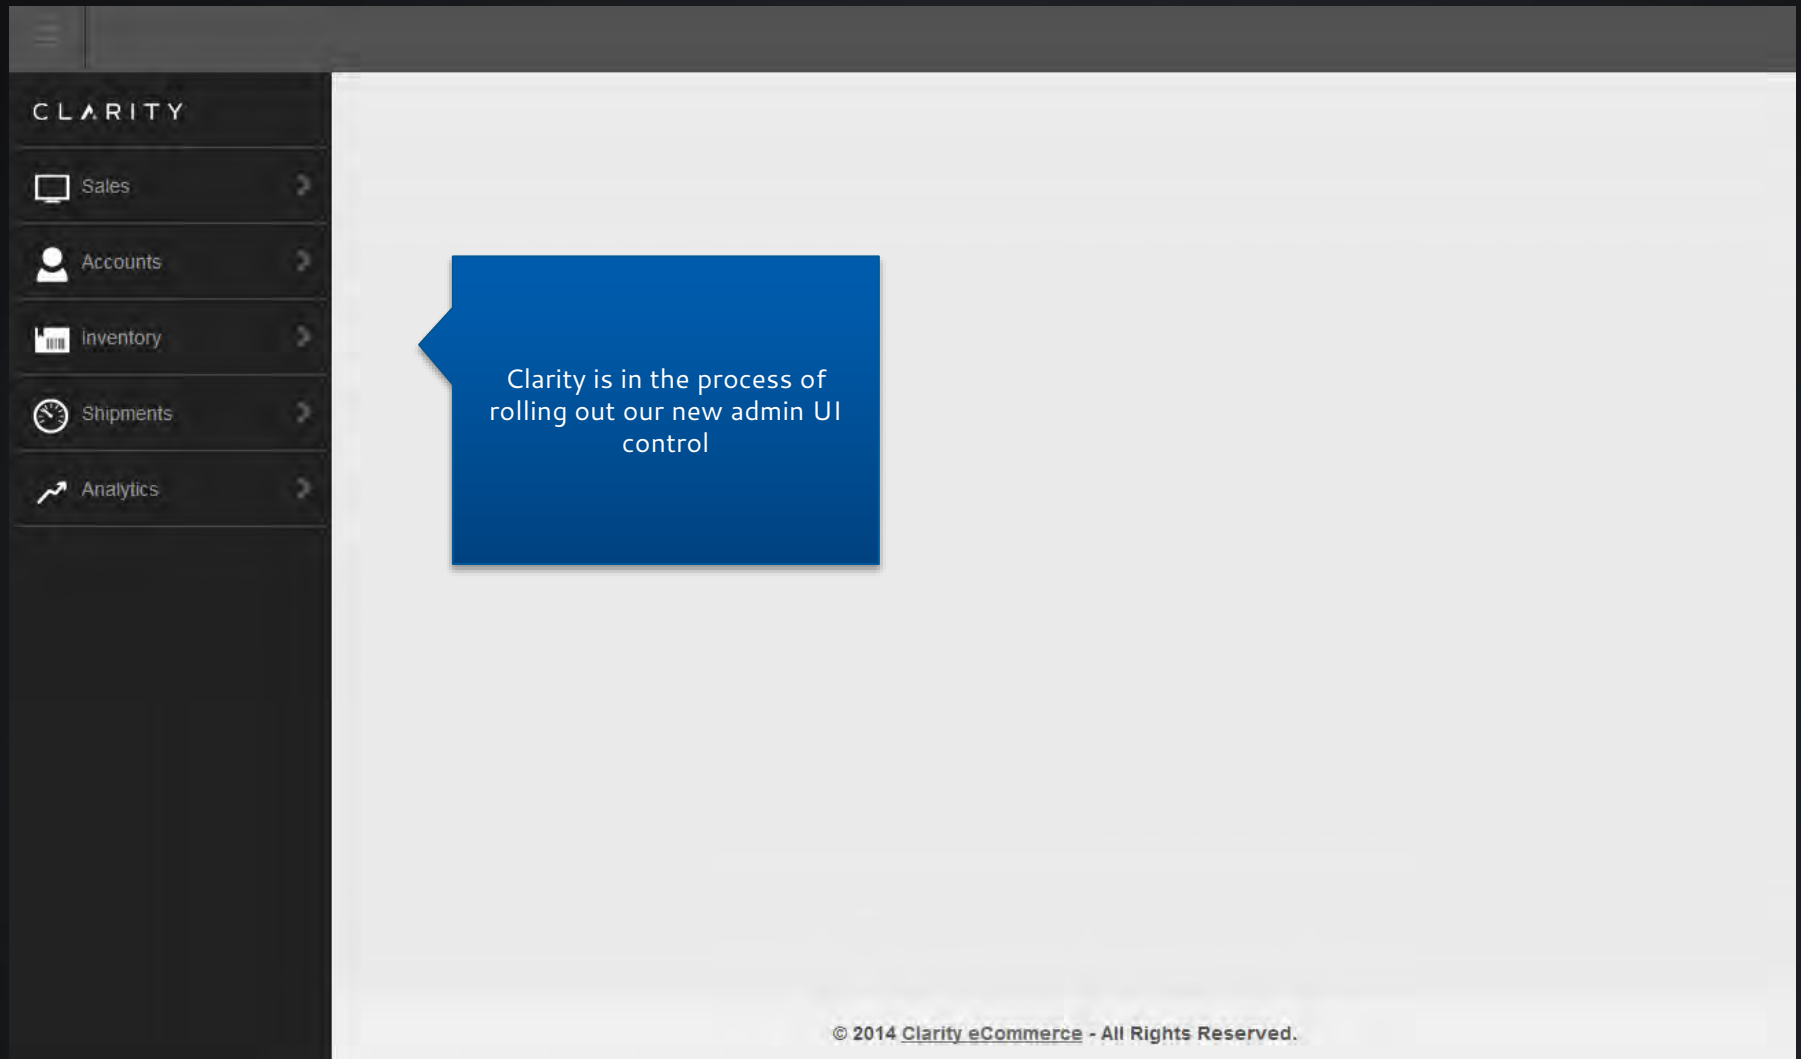 CLARITY
Sales
Accounts
Inventory
Shipments
Analytics
Clarity is in the process of
rolling out our new admin UI
control
© 2014 Clarity eCommerce - All Rights Reserved.